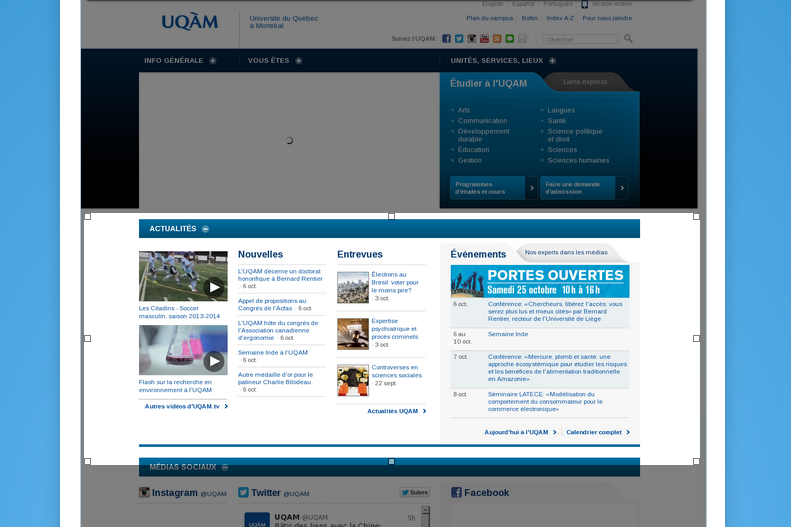 English Español Português Version mobile
UQÀM
Université du Québec
à Montréal
Plan du campus Bottin Index A-Z Pour nous joindre
Suivez l'UQAM
Chercher
INFO GÉNÉRALE
VOUS ÊTES
UNITÉS, SERVICES, LIEUX
Étudier à l'UQAM
Liens express
Arts
Communication
Développement
durable
Éducation
Gestion
Langues
Santé
Science politique
et droit
Sciences
Sciences humaines
Programmes
d'études et cours
Faire une demande
d'admission
ACTUALITÉS
Les Citadins - Soccer
masculin, saison 2013-2014
Flash sur la recherche en
environnement à l'UQAM
Autres vidéos d'UQAM.tv
Nouvelles
L'UQAM décerne un doctorat
honorifique à Bernard Rentier
· 6 oct.
Appel de propositions au
Congrès de l'Acfas · 6 oct.
L'UQAM hôte du congrès de
l'Association canadienne
d'ergonomie · 6 oct.
Semaine Inde à l'UQAM
· 6 oct.
Autre médaille d'or pour le
patineur Charlie Bilodeau
· 6 oct.
Entrevues
Élections au
Brésil: voter pour
le moins pire?
· 3 oct.
Expertise
psychiatrique et
procès criminels
· 3 oct.
Controverses en
sciences sociales
· 22 sept.
Actualités UQAM
Événements
Nos experts dans les médias
PORTES OUVERTES
Samedi 25 octobre 10 h à 16 h
6 oct. Conférence: «Chercheurs, libérez l'accès: vous
serez plus lus et mieux cités» par Bernard
Rentier, recteur de l'Université de Liège
6 au
10 oct.
Semaine Inde
7 oct. Conférence: «Mercure, plomb et santé: une
approche écosystémique pour étudier les risques
et les bénéfices de l'alimentation traditionnelle
en Amazonie»
8 oct. Séminaire LATECE: «Modélisation du
comportement du consommateur pour le
commerce électronique»
Aujourd'hui à l'UQAM
Calendrier complet
MÉDIAS SOCIAUX
Instagram @UQAM
Twitter @UQAM
Suivre
Facebook
UQÀM
UQAM @UQAM 5h
Bâtir des liens avec la Chine: